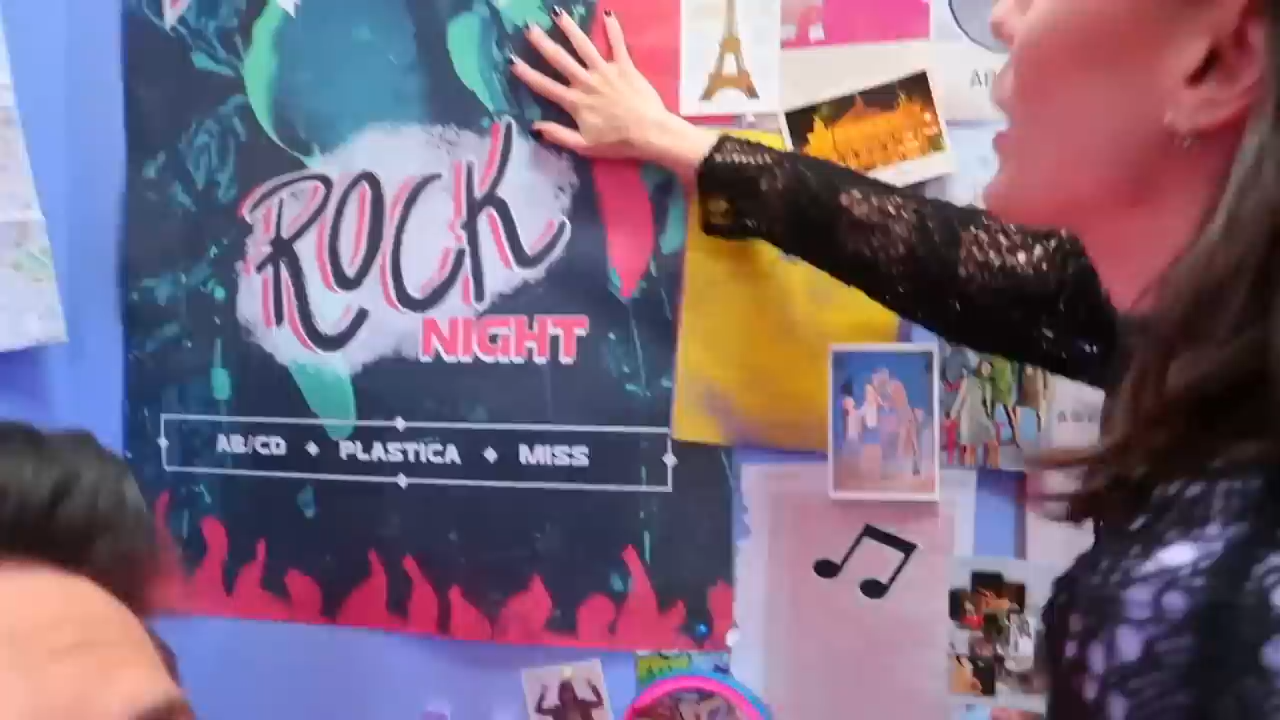 ROCK
NIGHT
AB/CD ✦ PLASTICA ✦ MISS